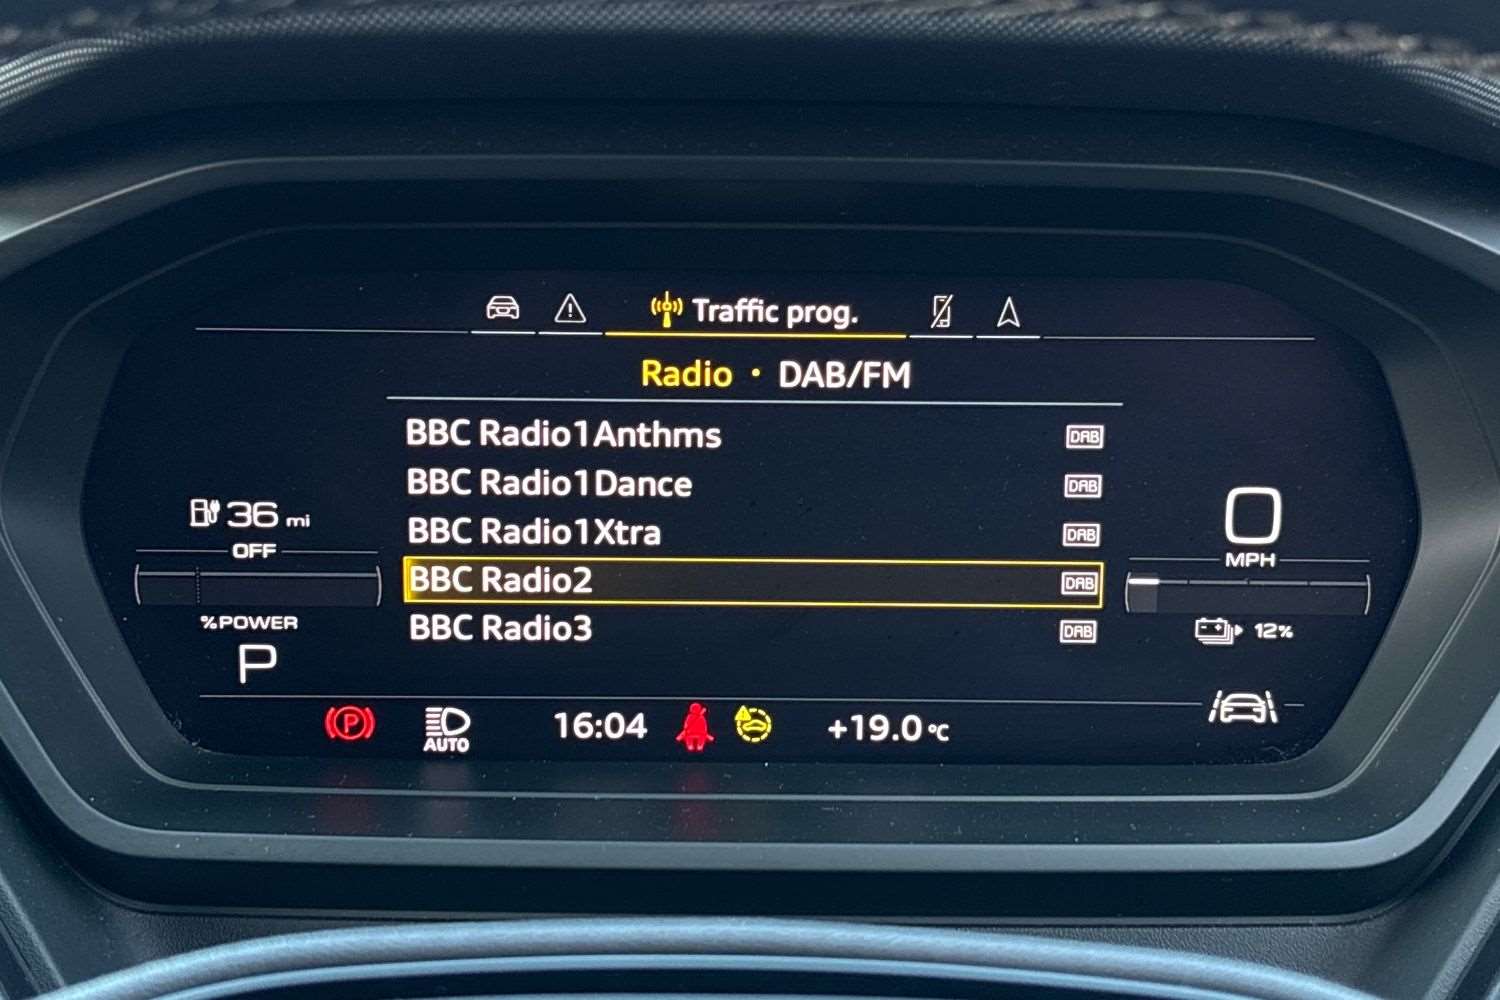 Traffic prog.
Radio • DAB/FM
BBC Radio1Anthms DAB
BBC Radio1Dance DAB
BBC Radio1Xtra DAB
BBC Radio2 DAB
BBC Radio3 DAB
36 mi
OFF
%POWER
P
0
MPH
12%
P
AUTO
16:04
+19.0 °C